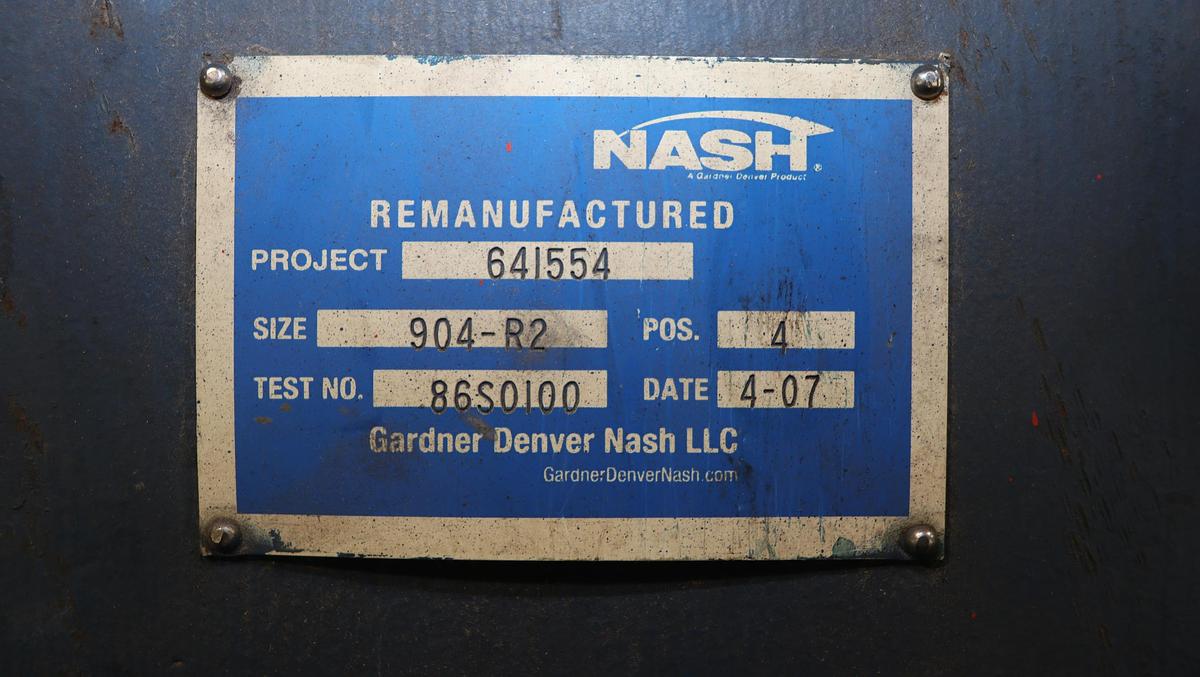 NASH®
A Gardner Denver Product
REMANUFACTURED
PROJECT 641554
SIZE 904-R2 POS. 4
TEST NO. 86S0100 DATE 4-07
Gardner Denver Nash LLC
GardnerDenverNash.com